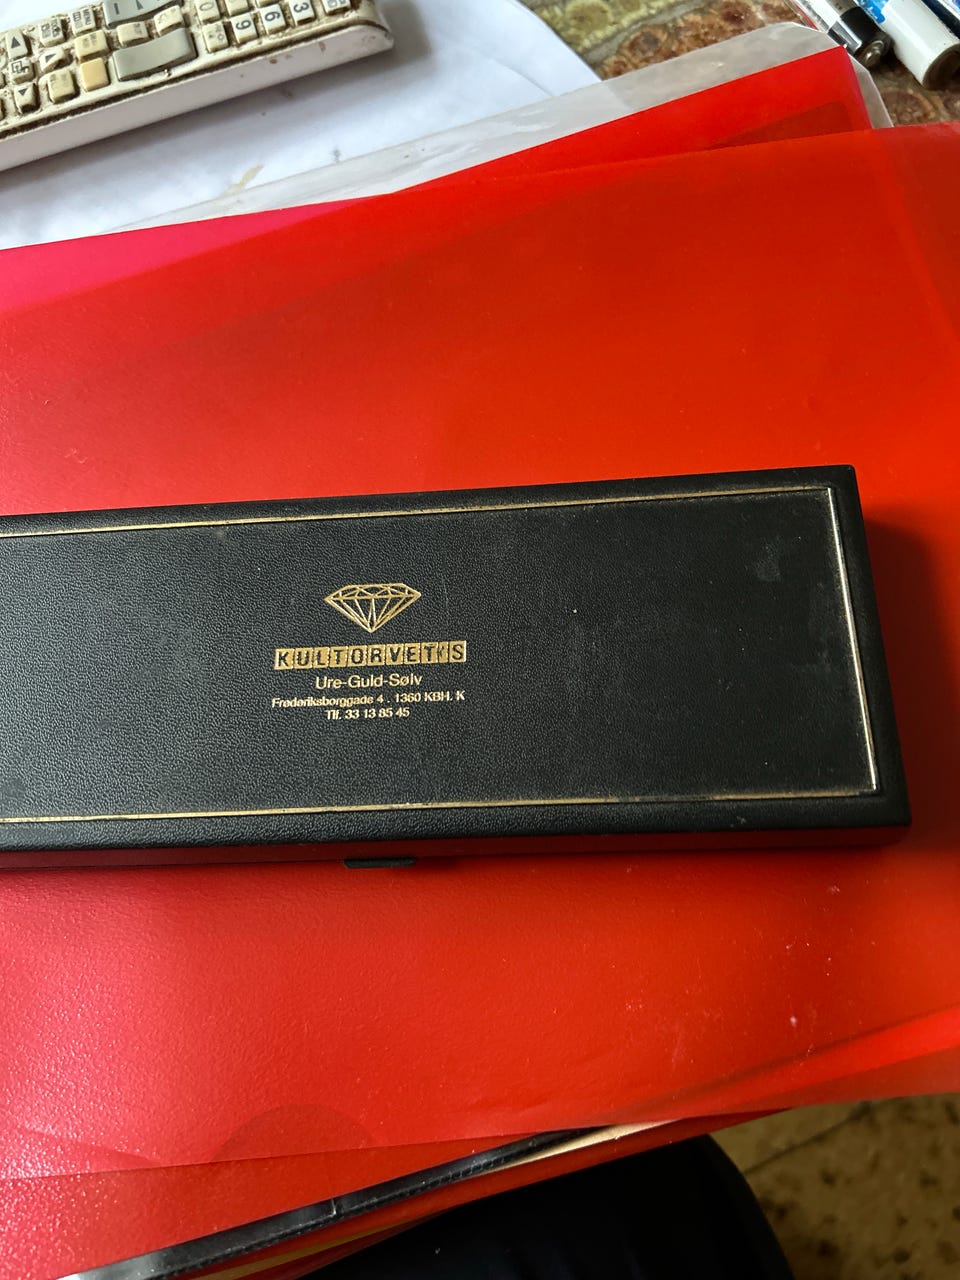 KULTORVET'S
Ure-Guld-Sølv
Frederiksborggade 4 . 1360 KBH. K
Tlf. 33 13 85 45